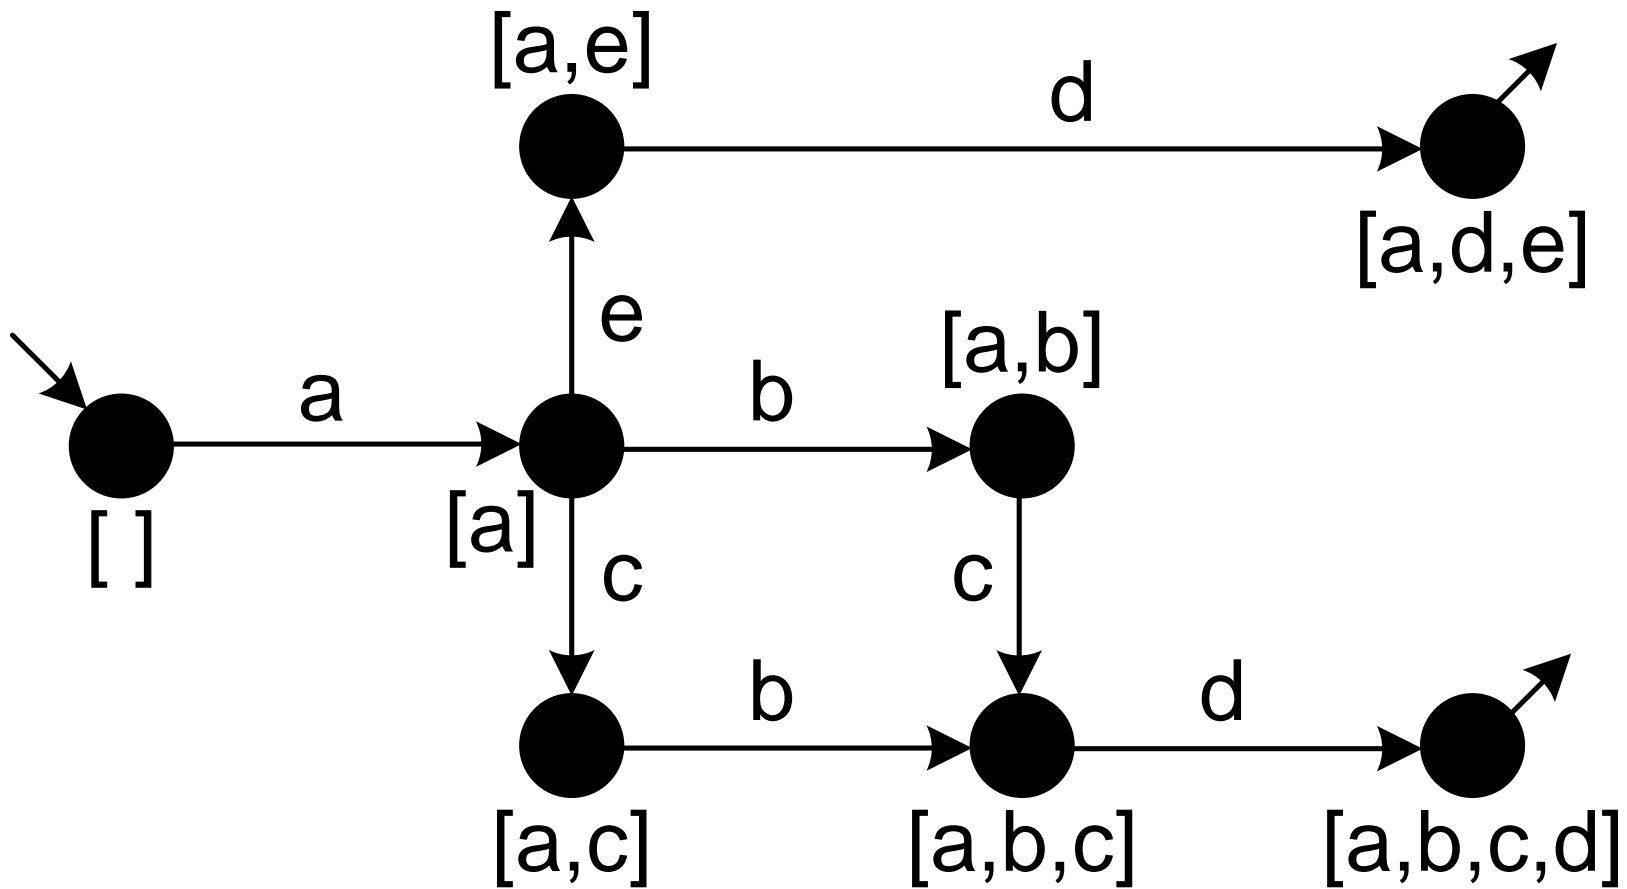 [a,e]
d
[a,d,e]
e
[a,b]
a
b
[ ]
[a]
c
c
b
d
[a,c]
[a,b,c]
[a,b,c,d]